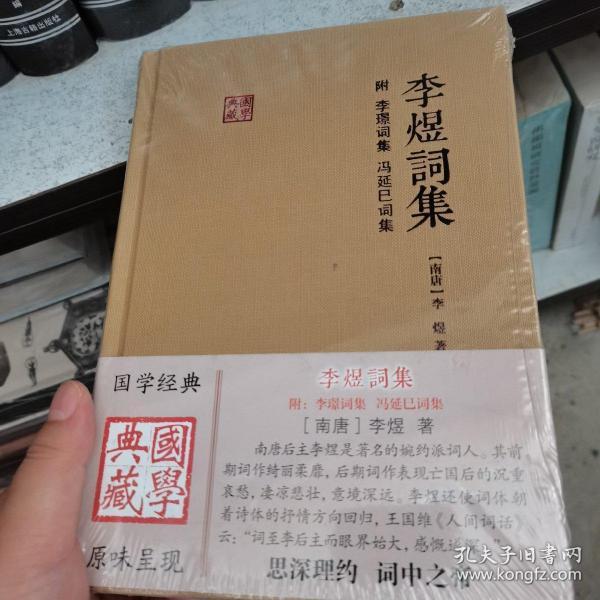 上海古籍出版社
國學典藏
李煜詞集
附 李璟词集 冯延巳词集
[南唐] 李煜 著
国学经典
國學典藏
原味呈现
李煜詞集
附：李璟词集 冯延巳词集
[南唐] 李煜 著
南唐后主李煜是著名的婉约派词人。其前
期词作绮丽柔靡，后期词作表现亡国后的沉重
哀愁，凄凉悲壮，意境深远。李煜还使词体朝
着诗体的抒情方向回归，王国维《人间词话》
云：“词至李后主而眼界始大，感慨遂深
思深理约 词中之帝
孔夫子旧书网
kongfz.com